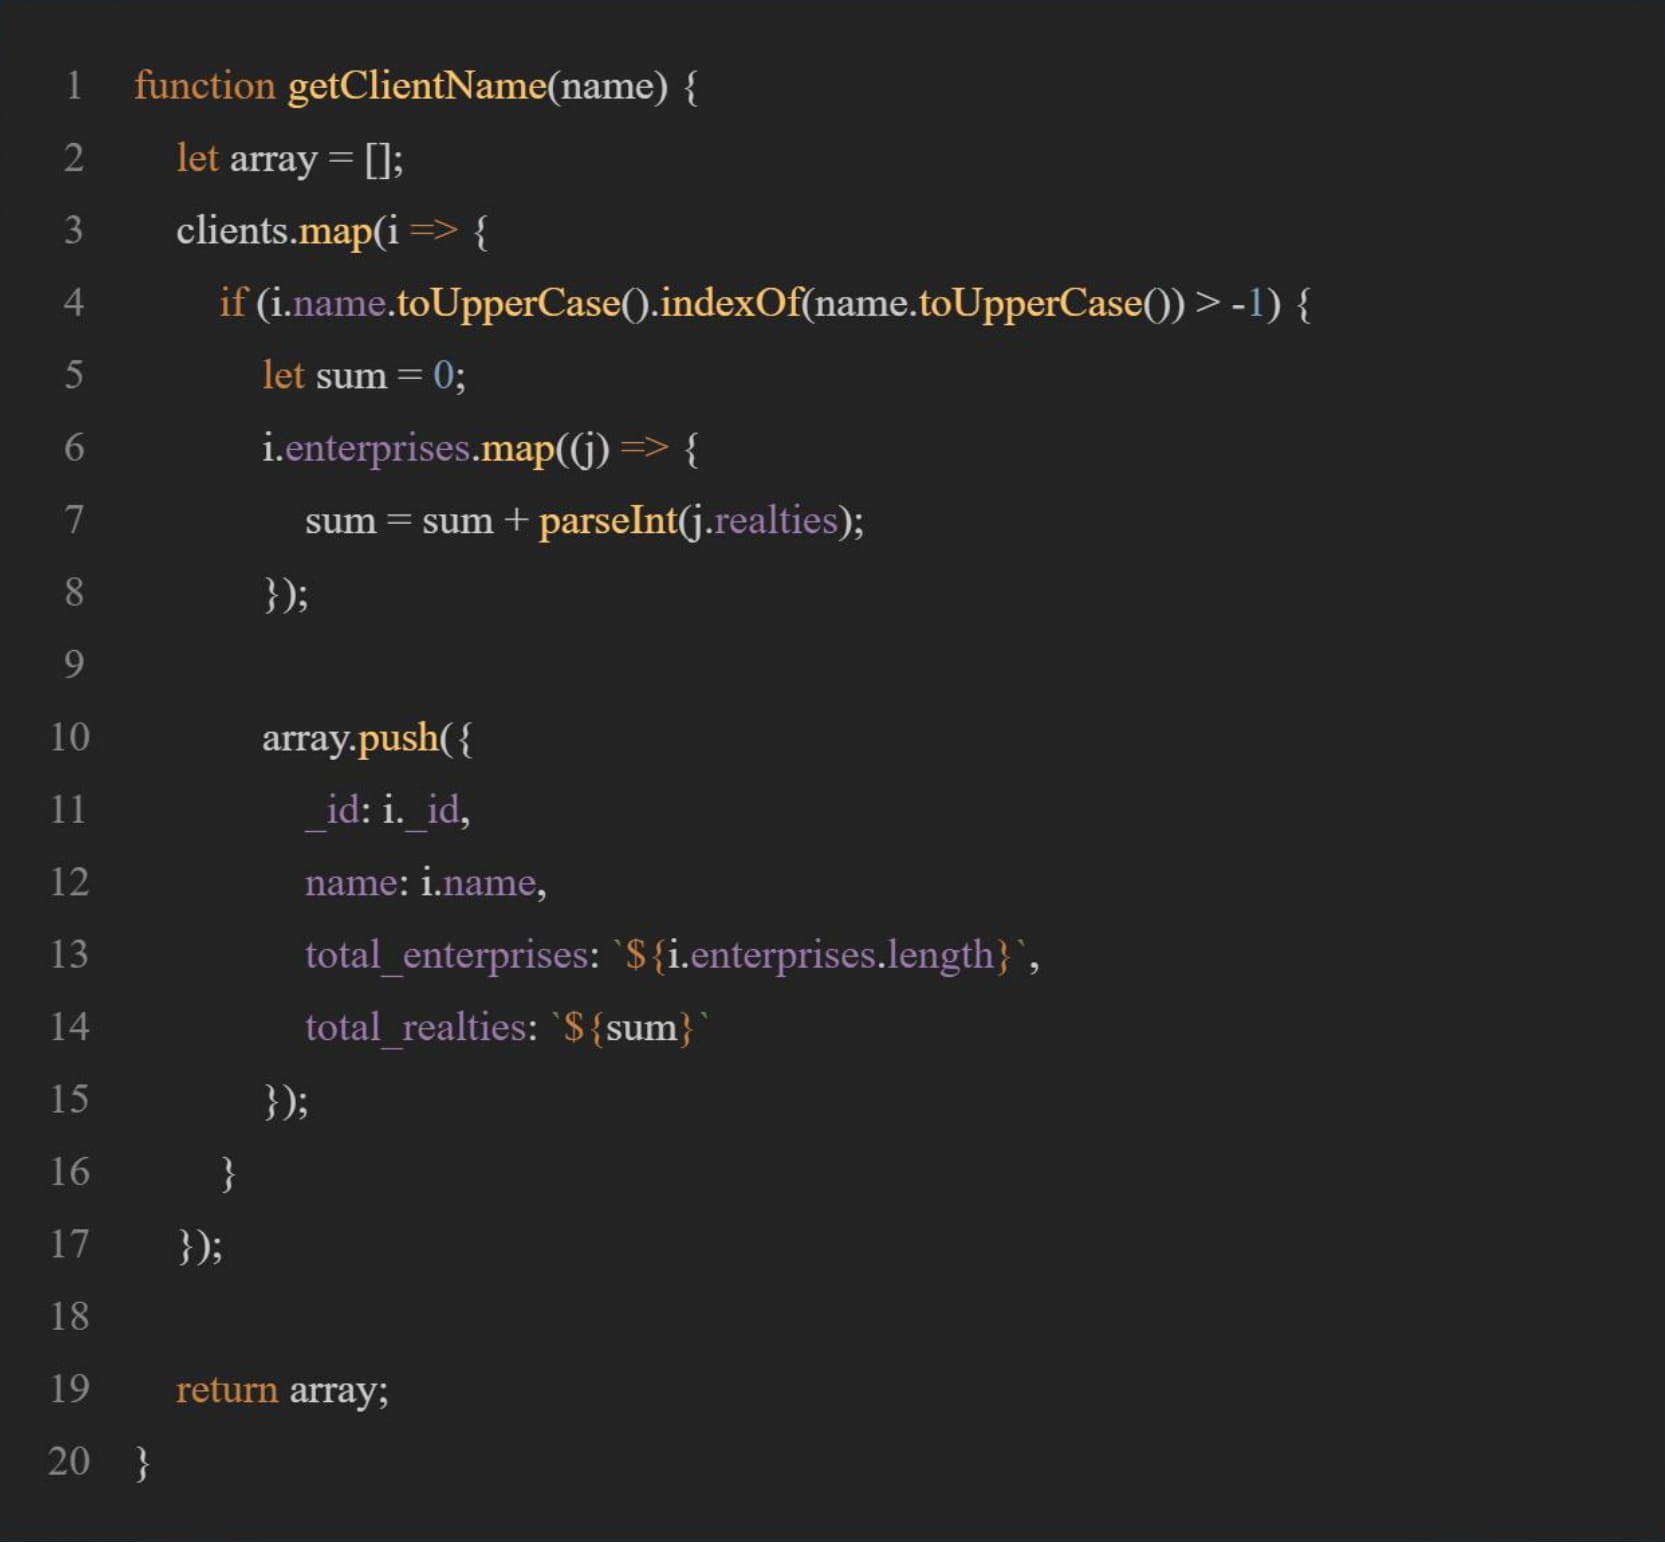 1 function getClientName(name) {
2 let array = [];
3 clients.map(i => {
4 if (i.name.toUpperCase().indexOf(name.toUpperCase()) > -1) {
5 let sum = 0;
6 i.enterprises.map((j) => {
7 sum = sum + parseInt(j.realties);
8 });
9
10 array.push({
11 _id: i._id,
12 name: i.name,
13 total_enterprises: `${i.enterprises.length}`,
14 total_realties: `${sum}`
15 });
16 }
17 });
18
19 return array;
20 }